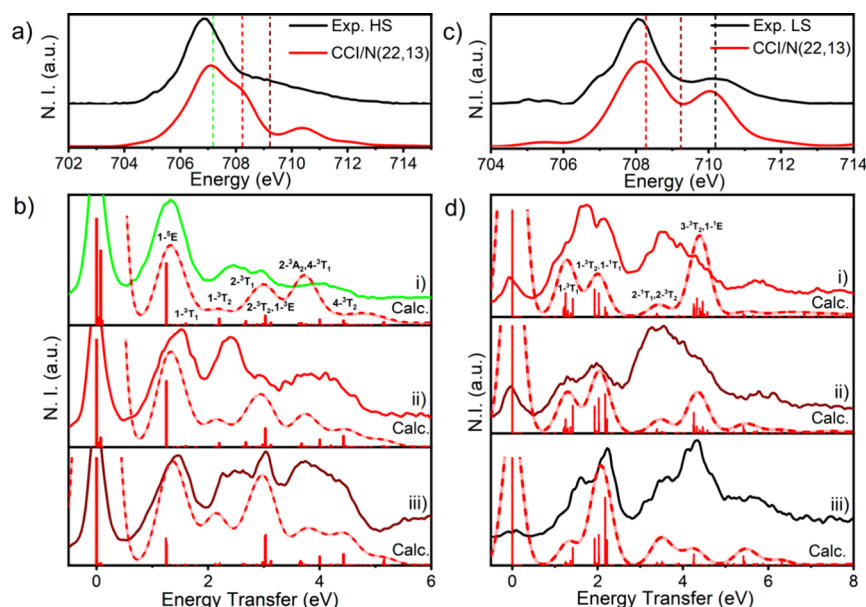 a)
Exp. HS
CCI/N(22,13)
N. I. (a.u.)
702 704 706 708 710 712 714
Energy (eV)
c)
Exp. LS
CCI/N(22,13)
704 706 708 710 712 714
Energy (eV)
b)
1-⁵E
1-³T₁
1-³T₂
2-³T₁
2-³T₂,1-³E
2-³A₂,4-³T₁
4-³T₂
i)
Calc.
ii)
Calc.
iii)
Calc.
N. I. (a.u.)
0 2 4 6
Energy Transfer (eV)
d)
1-³T₁
1-³T₂,1-¹T₁
2-¹T₁,2-³T₂
3-³T₂,1-¹E
i)
Calc.
ii)
Calc.
iii)
Calc.
N.I. (a.u.)
0 2 4 6 8
Energy Transfer (eV)